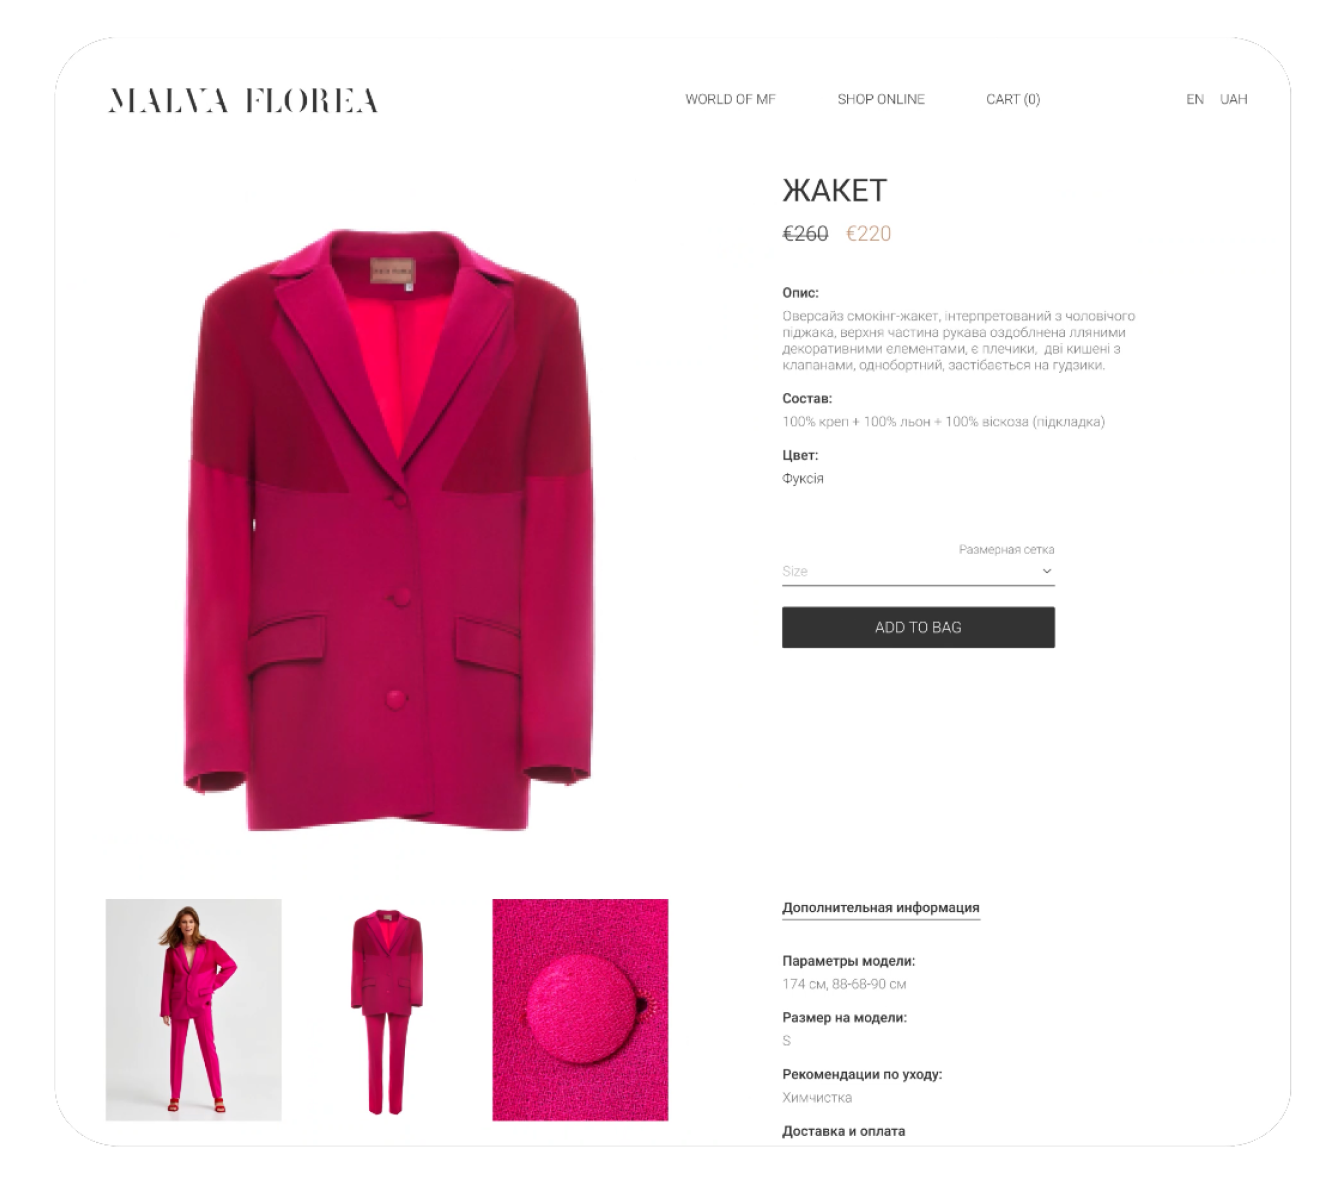 MALVA FLOREA
WORLD OF MF
SHOP ONLINE
CART (0)
EN UAH
ЖАКЕТ
€260 €220
Опис:
Оверсайз смокінг-жакет, інтерпретований з чоловічого
піджака, верхня частина рукава оздоблнена лляними
декоративними елементами, є плечики, дві кишені з
клапанами, однобортний, застібається на гудзики.
Состав:
100% креп + 100% льон + 100% віскоза (підкладка)
Цвет:
Фуксія
Размерная сетка
Size
ADD TO BAG
Дополнительная информация
Параметры модели:
174 см, 88-68-90 см
Размер на модели:
S
Рекомендации по уходу:
Химчистка
Доставка и оплата